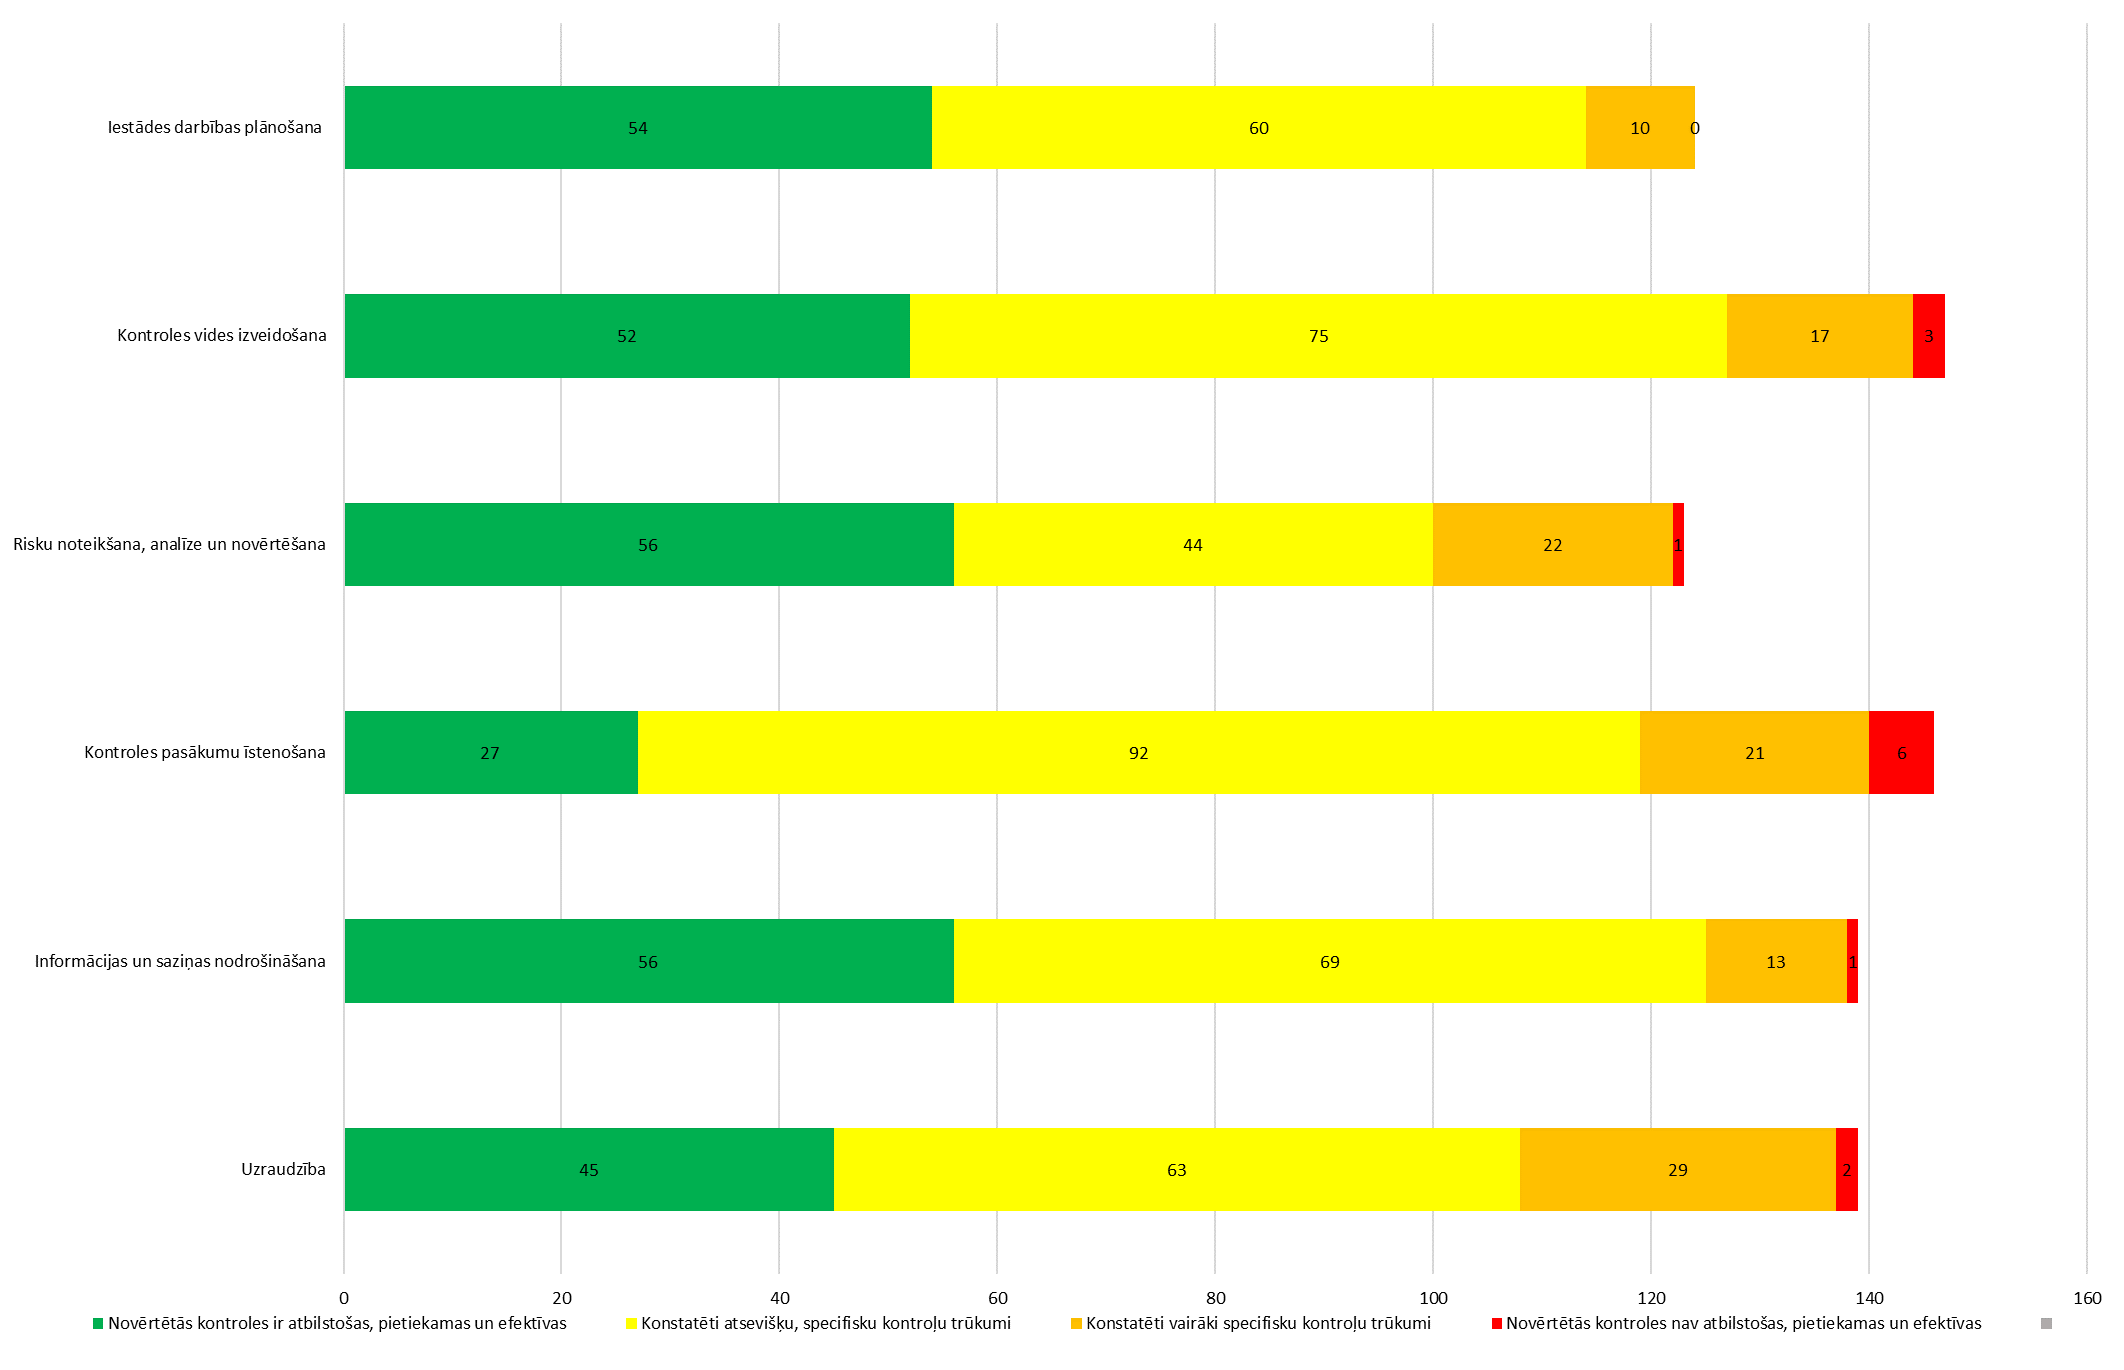 Iestādes darbības plānošana
54 60 10 0
Kontroles vides izveidošana
52 75 17 3
Risku noteikšana, analīze un novērtēšana
56 44 22 1
Kontroles pasākumu īstenošana
27 92 21 6
Informācijas un saziņas nodrošināšana
56 69 13 1
Uzraudzība
45 63 29 2
0 20 40 60 80 100 120 140 160
Novērtētās kontroles ir atbilstošas, pietiekamas un efektīvas
Konstatēti atsevišķu, specifisku kontroļu trūkumi
Konstatēti vairāki specifisku kontroļu trūkumi
Novērtētās kontroles nav atbilstošas, pietiekamas un efektīvas